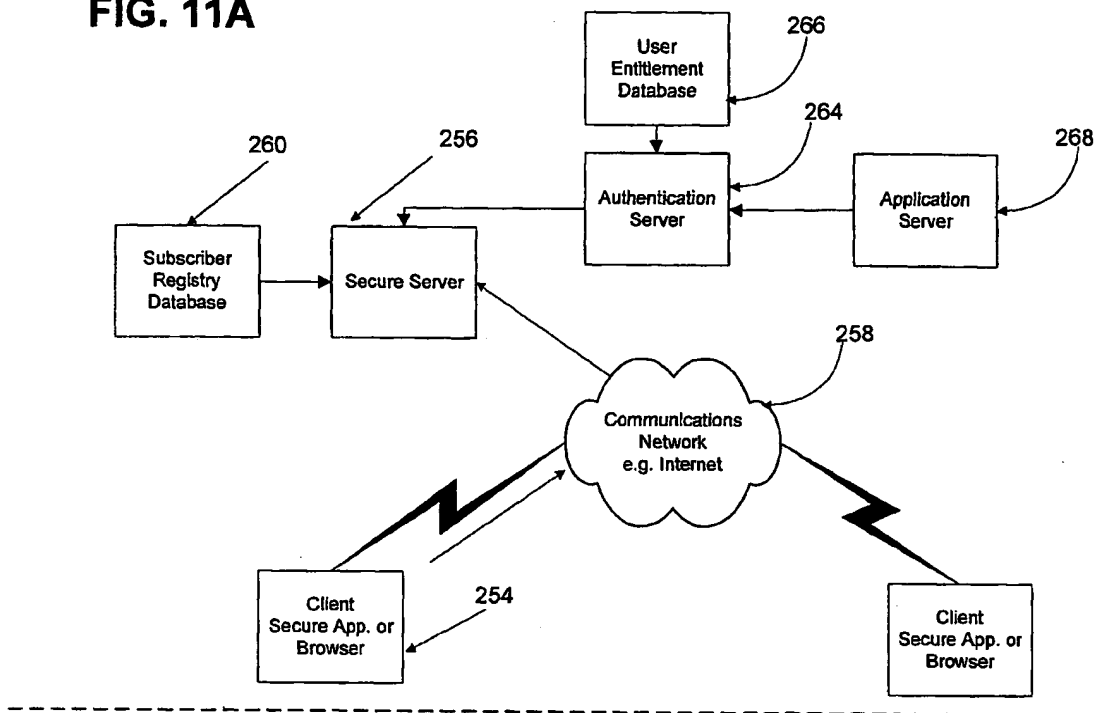 FIG. 11A
User
Entitlement
Database
266
264
260
256
268
Authentication
Server
Application
Server
Subscriber
Registry
Database
Secure Server
258
Communications
Network
e.g. Internet
Client
Secure App. or
Browser
254
Client
Secure App. or
Browser